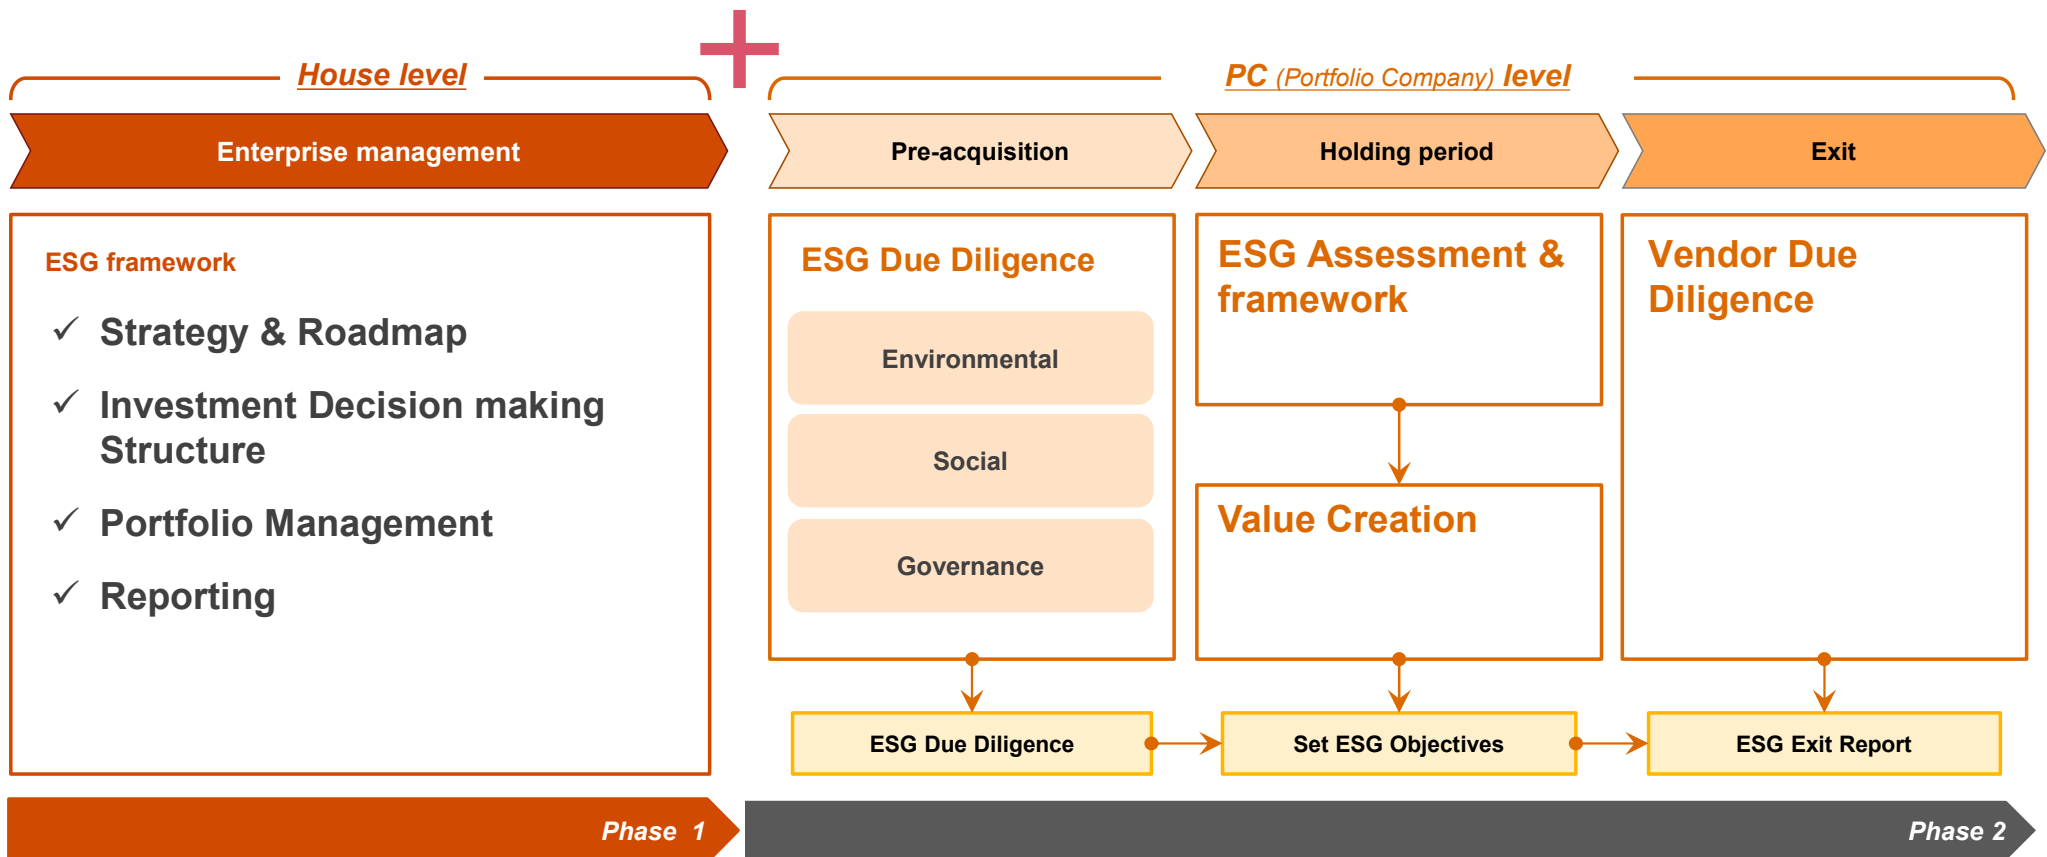 House level
PC (Portfolio Company) level
Enterprise management
Pre-acquisition
Holding period
Exit
ESG framework
✓ Strategy & Roadmap
✓ Investment Decision making
Structure
✓ Portfolio Management
✓ Reporting
ESG Due Diligence
Environmental
Social
Governance
ESG Assessment &
framework
Value Creation
Vendor Due
Diligence
ESG Due Diligence
Set ESG Objectives
ESG Exit Report
Phase 1
Phase 2